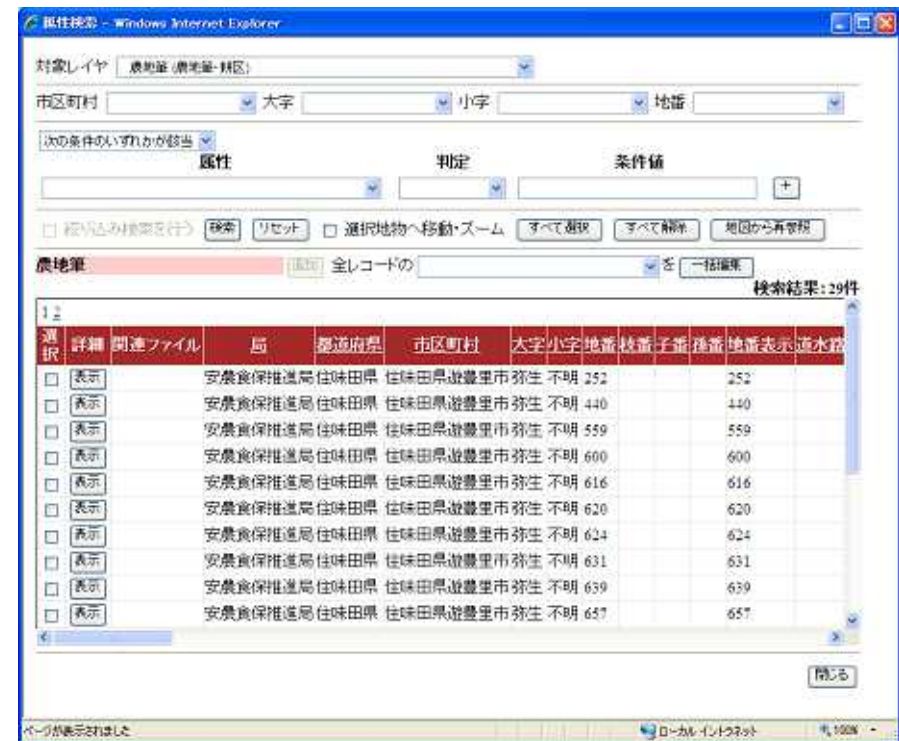 属性検索 - Windows Internet Explorer
対象レイヤ 農地筆(農地筆・耕区)
市区町村 大字 小字 地番
次の条件のいずれかが該当
属性 判定 条件値
+
絞り込み検索を行う 検索 リセット 選択地物へ移動・ズーム すべて選択 すべて解除 地図から再参照
農地筆 追加 全レコードの を 一括編集
検索結果:29件
1 2
選択 詳細 関連ファイル 局 都道府県 市区町村 大字 小字 地番 枝番 子番 孫番 地番表示 道水路
表示 安農食保推進局 住味田県 住味田県遊豊里市 弥生 不明 252 252
表示 安農食保推進局 住味田県 住味田県遊豊里市 弥生 不明 440 440
表示 安農食保推進局 住味田県 住味田県遊豊里市 弥生 不明 559 559
表示 安農食保推進局 住味田県 住味田県遊豊里市 弥生 不明 600 600
表示 安農食保推進局 住味田県 住味田県遊豊里市 弥生 不明 616 616
表示 安農食保推進局 住味田県 住味田県遊豊里市 弥生 不明 620 620
表示 安農食保推進局 住味田県 住味田県遊豊里市 弥生 不明 624 624
表示 安農食保推進局 住味田県 住味田県遊豊里市 弥生 不明 631 631
表示 安農食保推進局 住味田県 住味田県遊豊里市 弥生 不明 639 639
表示 安農食保推進局 住味田県 住味田県遊豊里市 弥生 不明 657 657
閉じる
ページが表示されました ローカル イントラネット 100%